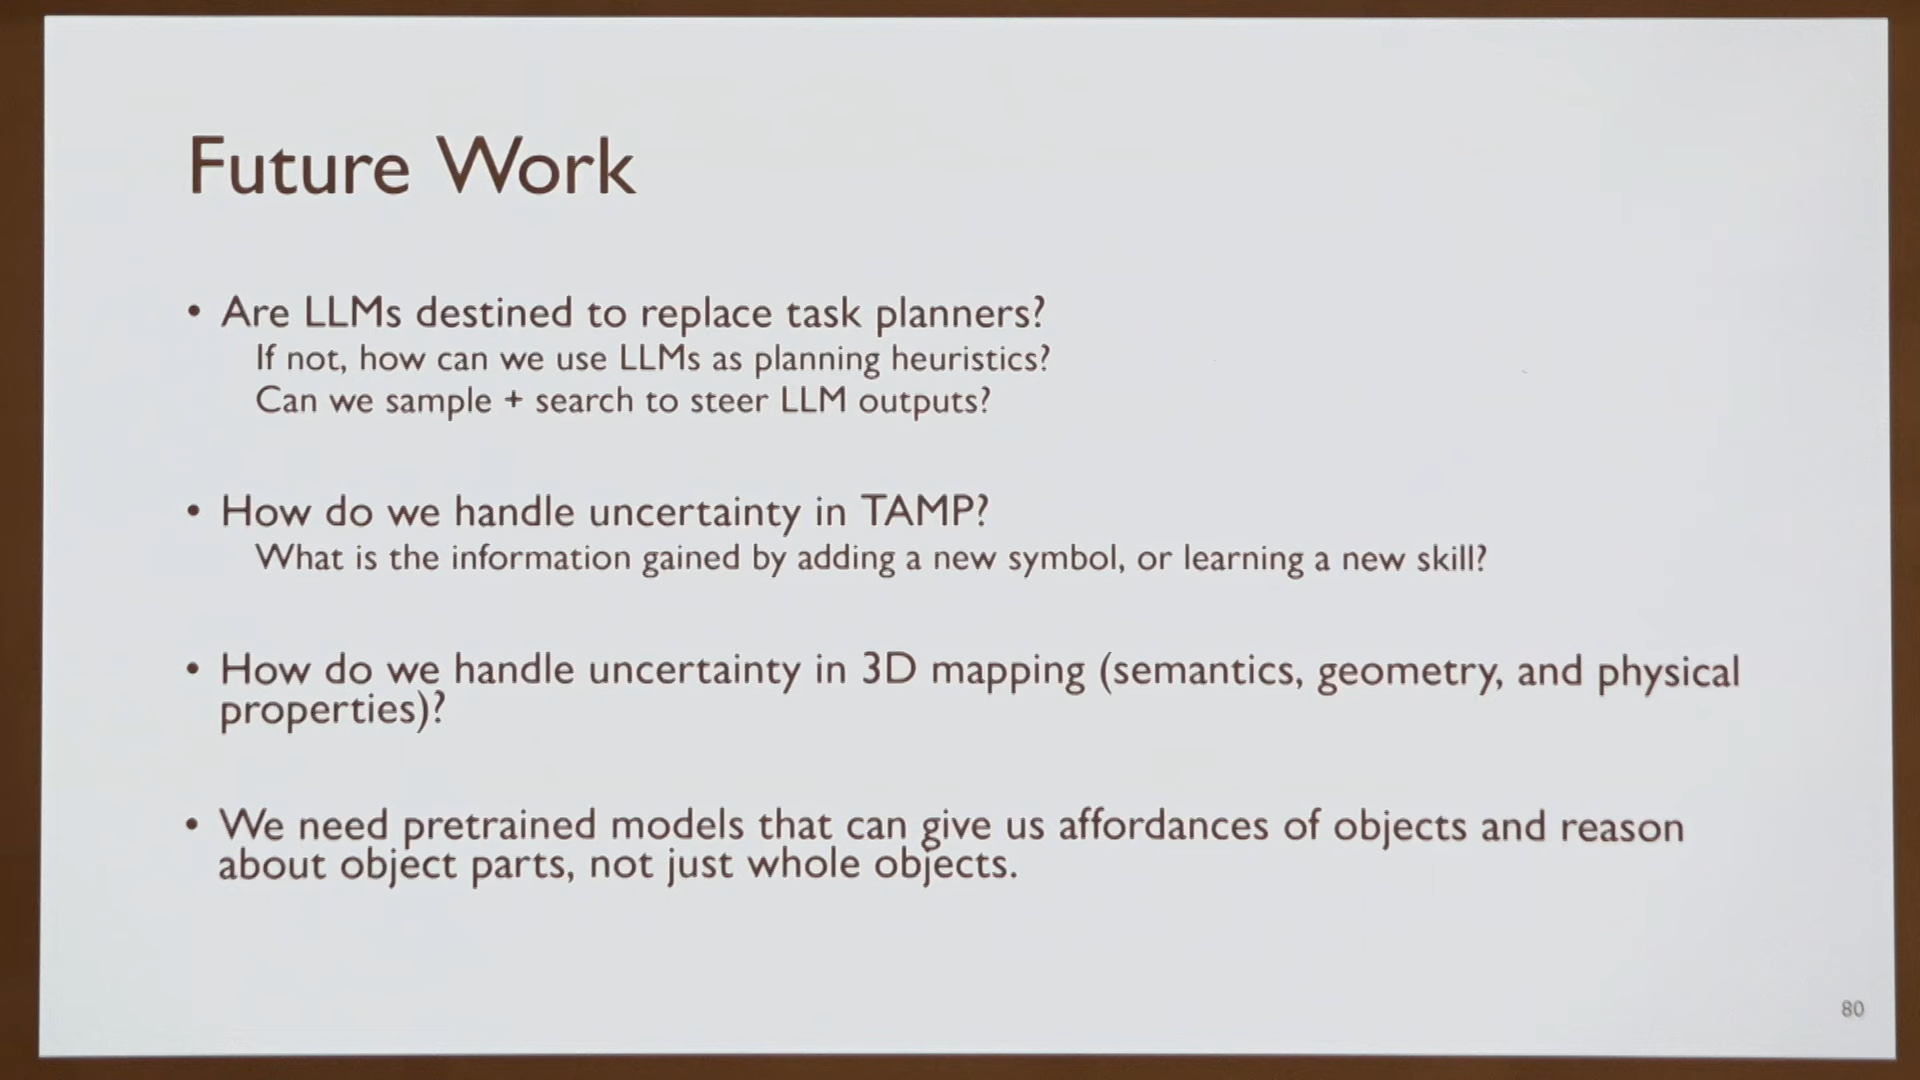 Future Work
• Are LLMs destined to replace task planners?
If not, how can we use LLMs as planning heuristics?
Can we sample + search to steer LLM outputs?
• How do we handle uncertainty in TAMP?
What is the information gained by adding a new symbol, or learning a new skill?
• How do we handle uncertainty in 3D mapping (semantics, geometry, and physical
properties)?
• We need pretrained models that can give us affordances of objects and reason
about object parts, not just whole objects.
80